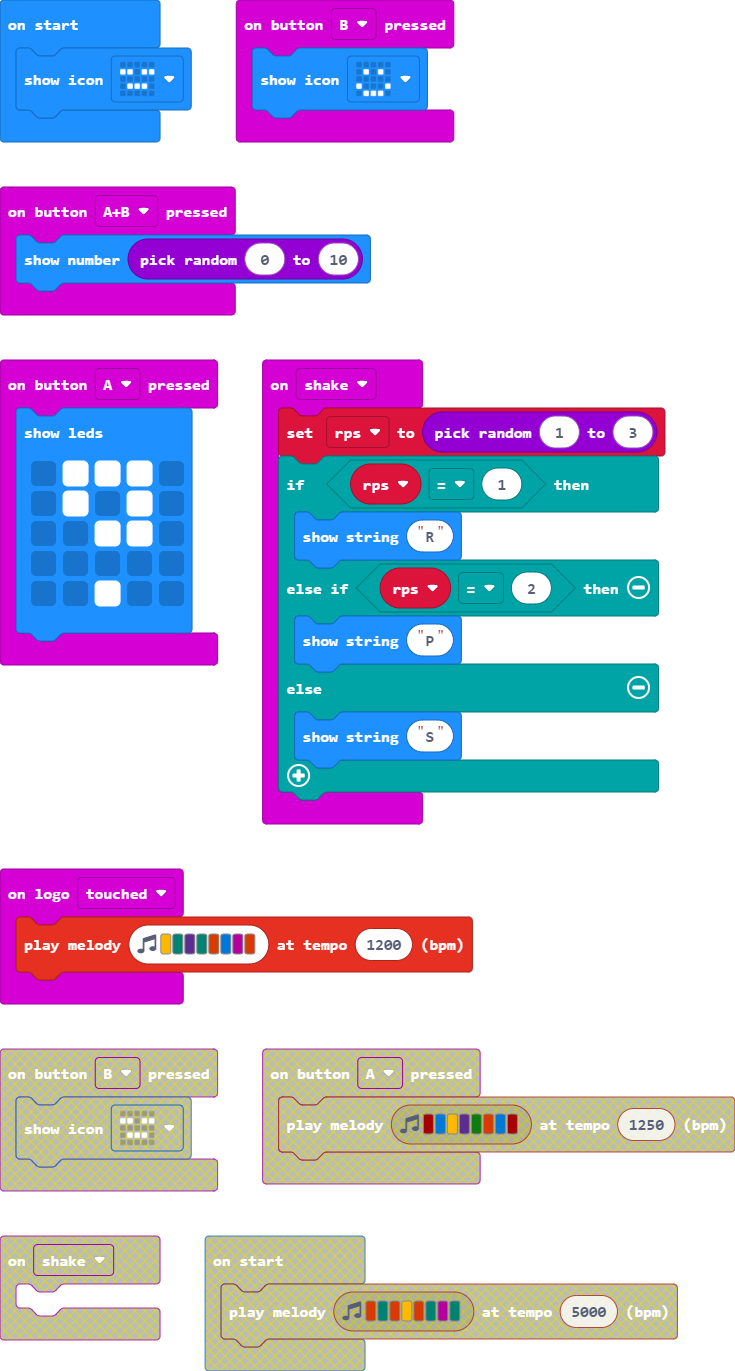 on start
show icon
on button B pressed
show icon
on button A+B pressed
show number pick random 0 to 10
on button A pressed
show leds
on shake
set rps to pick random 1 to 3
if rps = 1 then
show string "R"
else if rps = 2 then
show string "P"
else
show string "S"
on logo touched
play melody at tempo 1200 (bpm)
on button B pressed
show icon
on button A pressed
play melody at tempo 1250 (bpm)
on shake
on start
play melody at tempo 5000 (bpm)